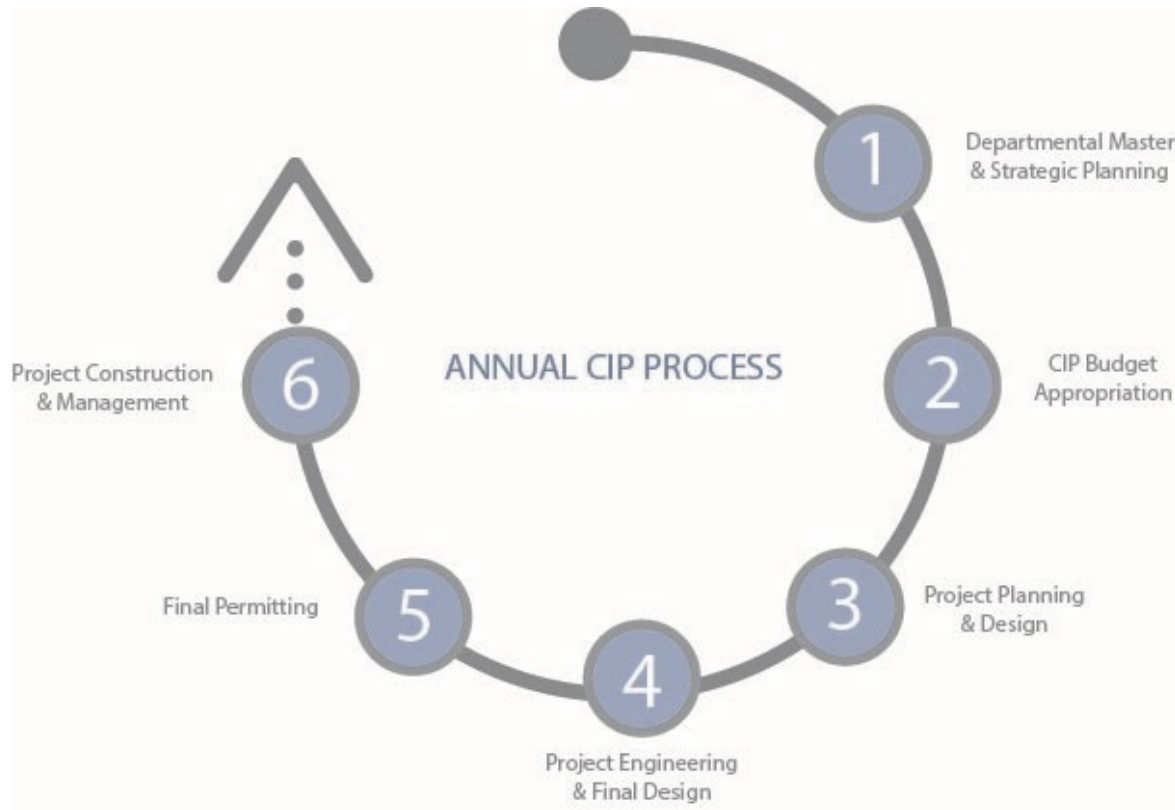 ANNUAL CIP PROCESS
1
Departmental Master
& Strategic Planning
2
CIP Budget
Appropriation
3
Project Planning
& Design
4
Project Engineering
& Final Design
5
Final Permitting
6
Project Construction
& Management